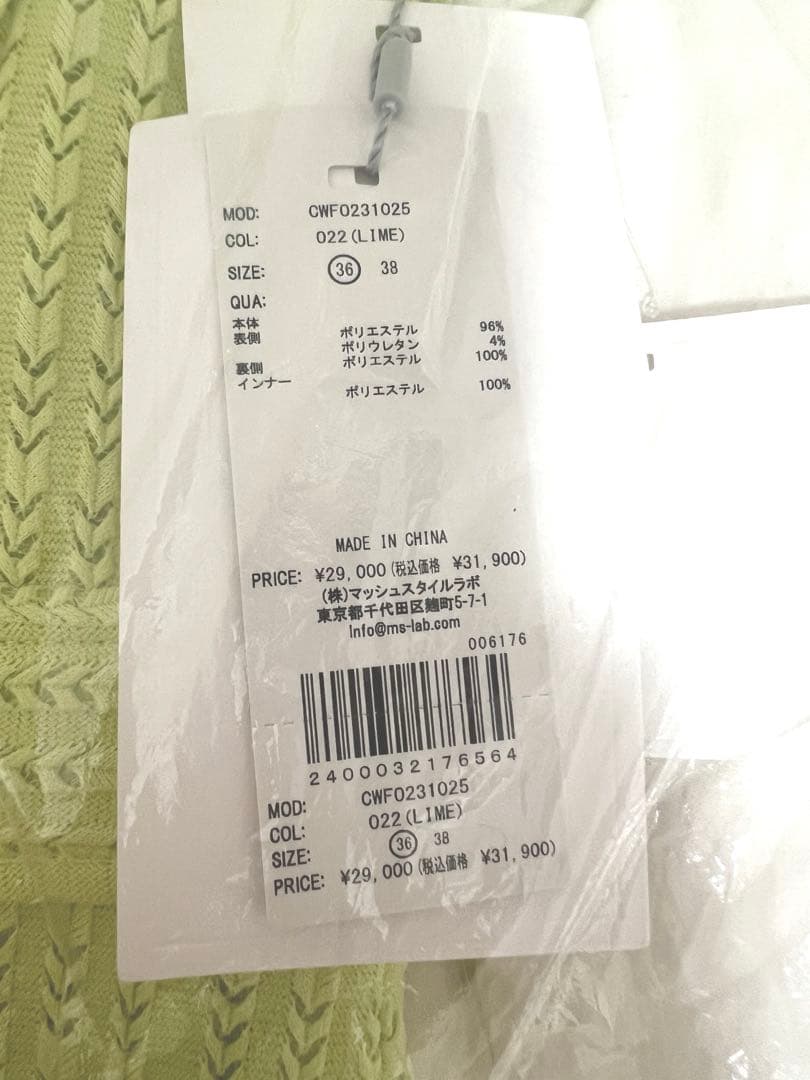 MOD: CWF0231025
COL: 022(LIME)
SIZE: 36 38
QUA:
本体
表側 ポリエステル 96%
ポリウレタン 4%
裏側 ポリエステル 100%
インナー ポリエステル 100%
MADE IN CHINA
PRICE: ¥29,000(税込価格 ¥31,900)
(株)マッシュスタイルラボ
東京都千代田区麹町5-7-1
Info@ms-lab.com
006176
2400032176564
MOD: CWF0231025
COL: 022(LIME)
SIZE: 36 38
PRICE: ¥29,000(税込価格 ¥31,900)